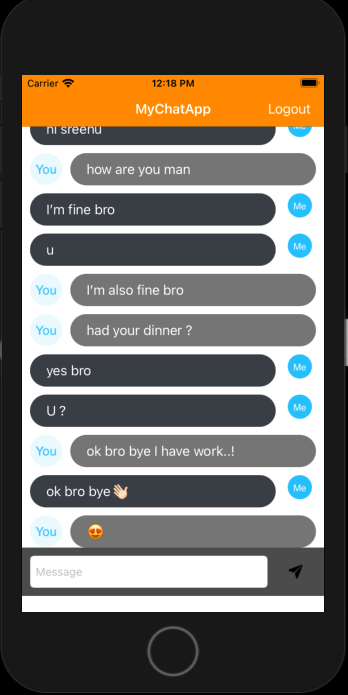 Carrier 12:18 PM
MyChatApp Logout
hi sreenu Me
You how are you man
I'm fine bro Me
u Me
You I'm also fine bro
You had your dinner ?
yes bro Me
U ? Me
You ok bro bye I have work..!
ok bro bye👋🏻 Me
You 😍
Message